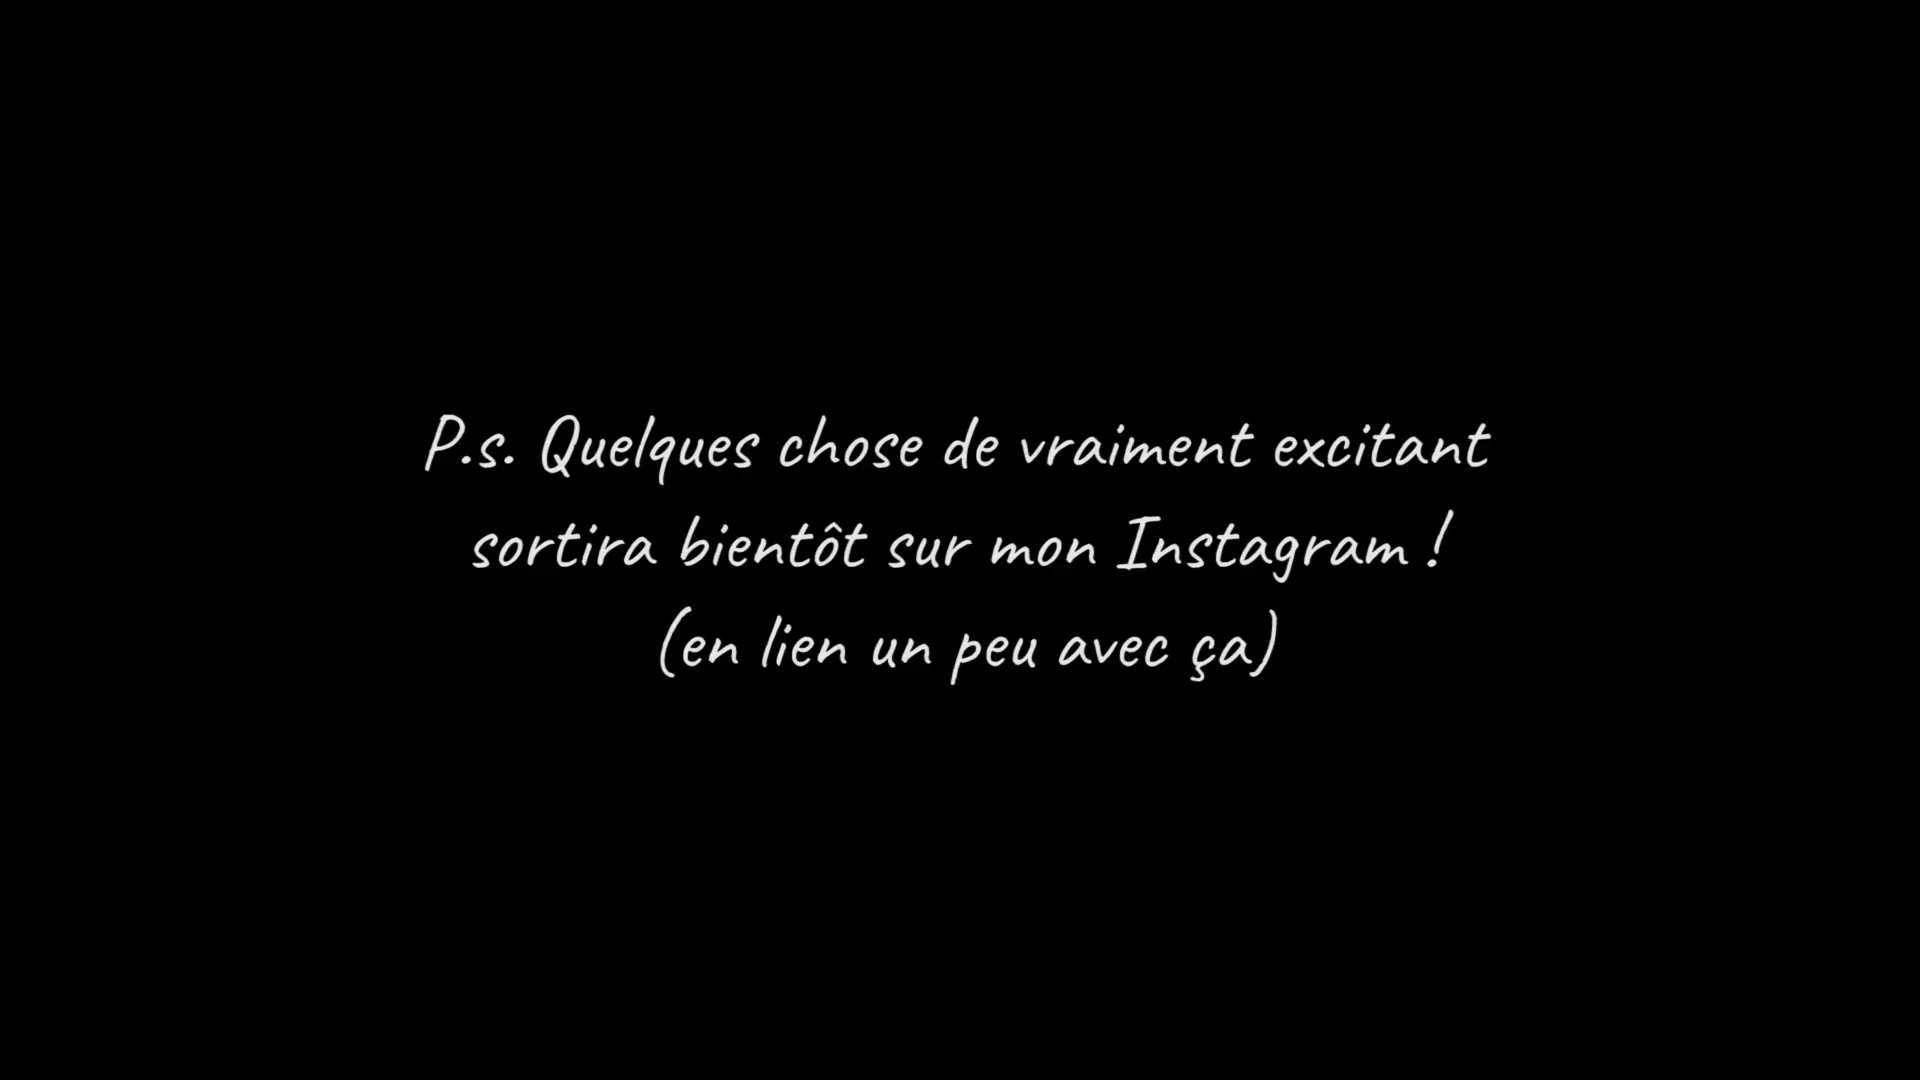 P.s. Quelques chose de vraiment excitant
sortira bientôt sur mon Instagram !
(en lien un peu avec ça)